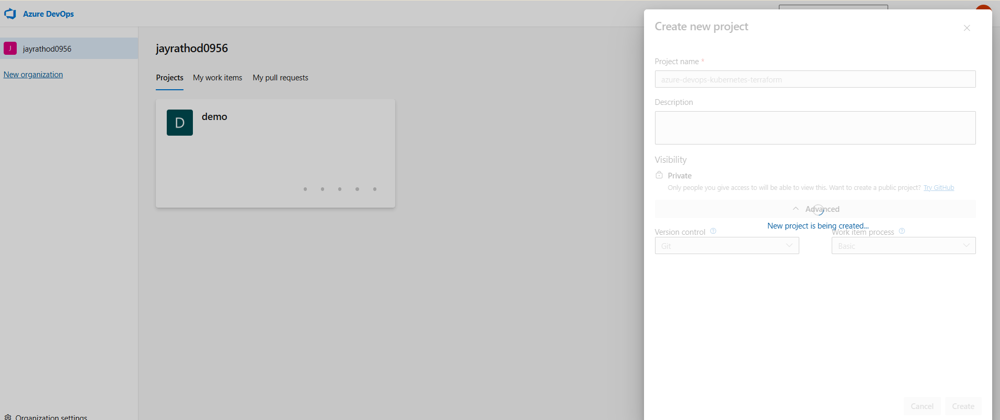 Azure DevOps
J jayrathod0956
New organization
Organization settings
jayrathod0956
Projects My work items My pull requests
D demo
Create new project
Project name *
azure-devops-kubernetes-terraform
Description
Visibility
Private
Only people you give access to will be able to view this. Want to create a public project? Try GitHub
Advanced
New project is being created...
Version control Work item process
Git Basic
Cancel Create